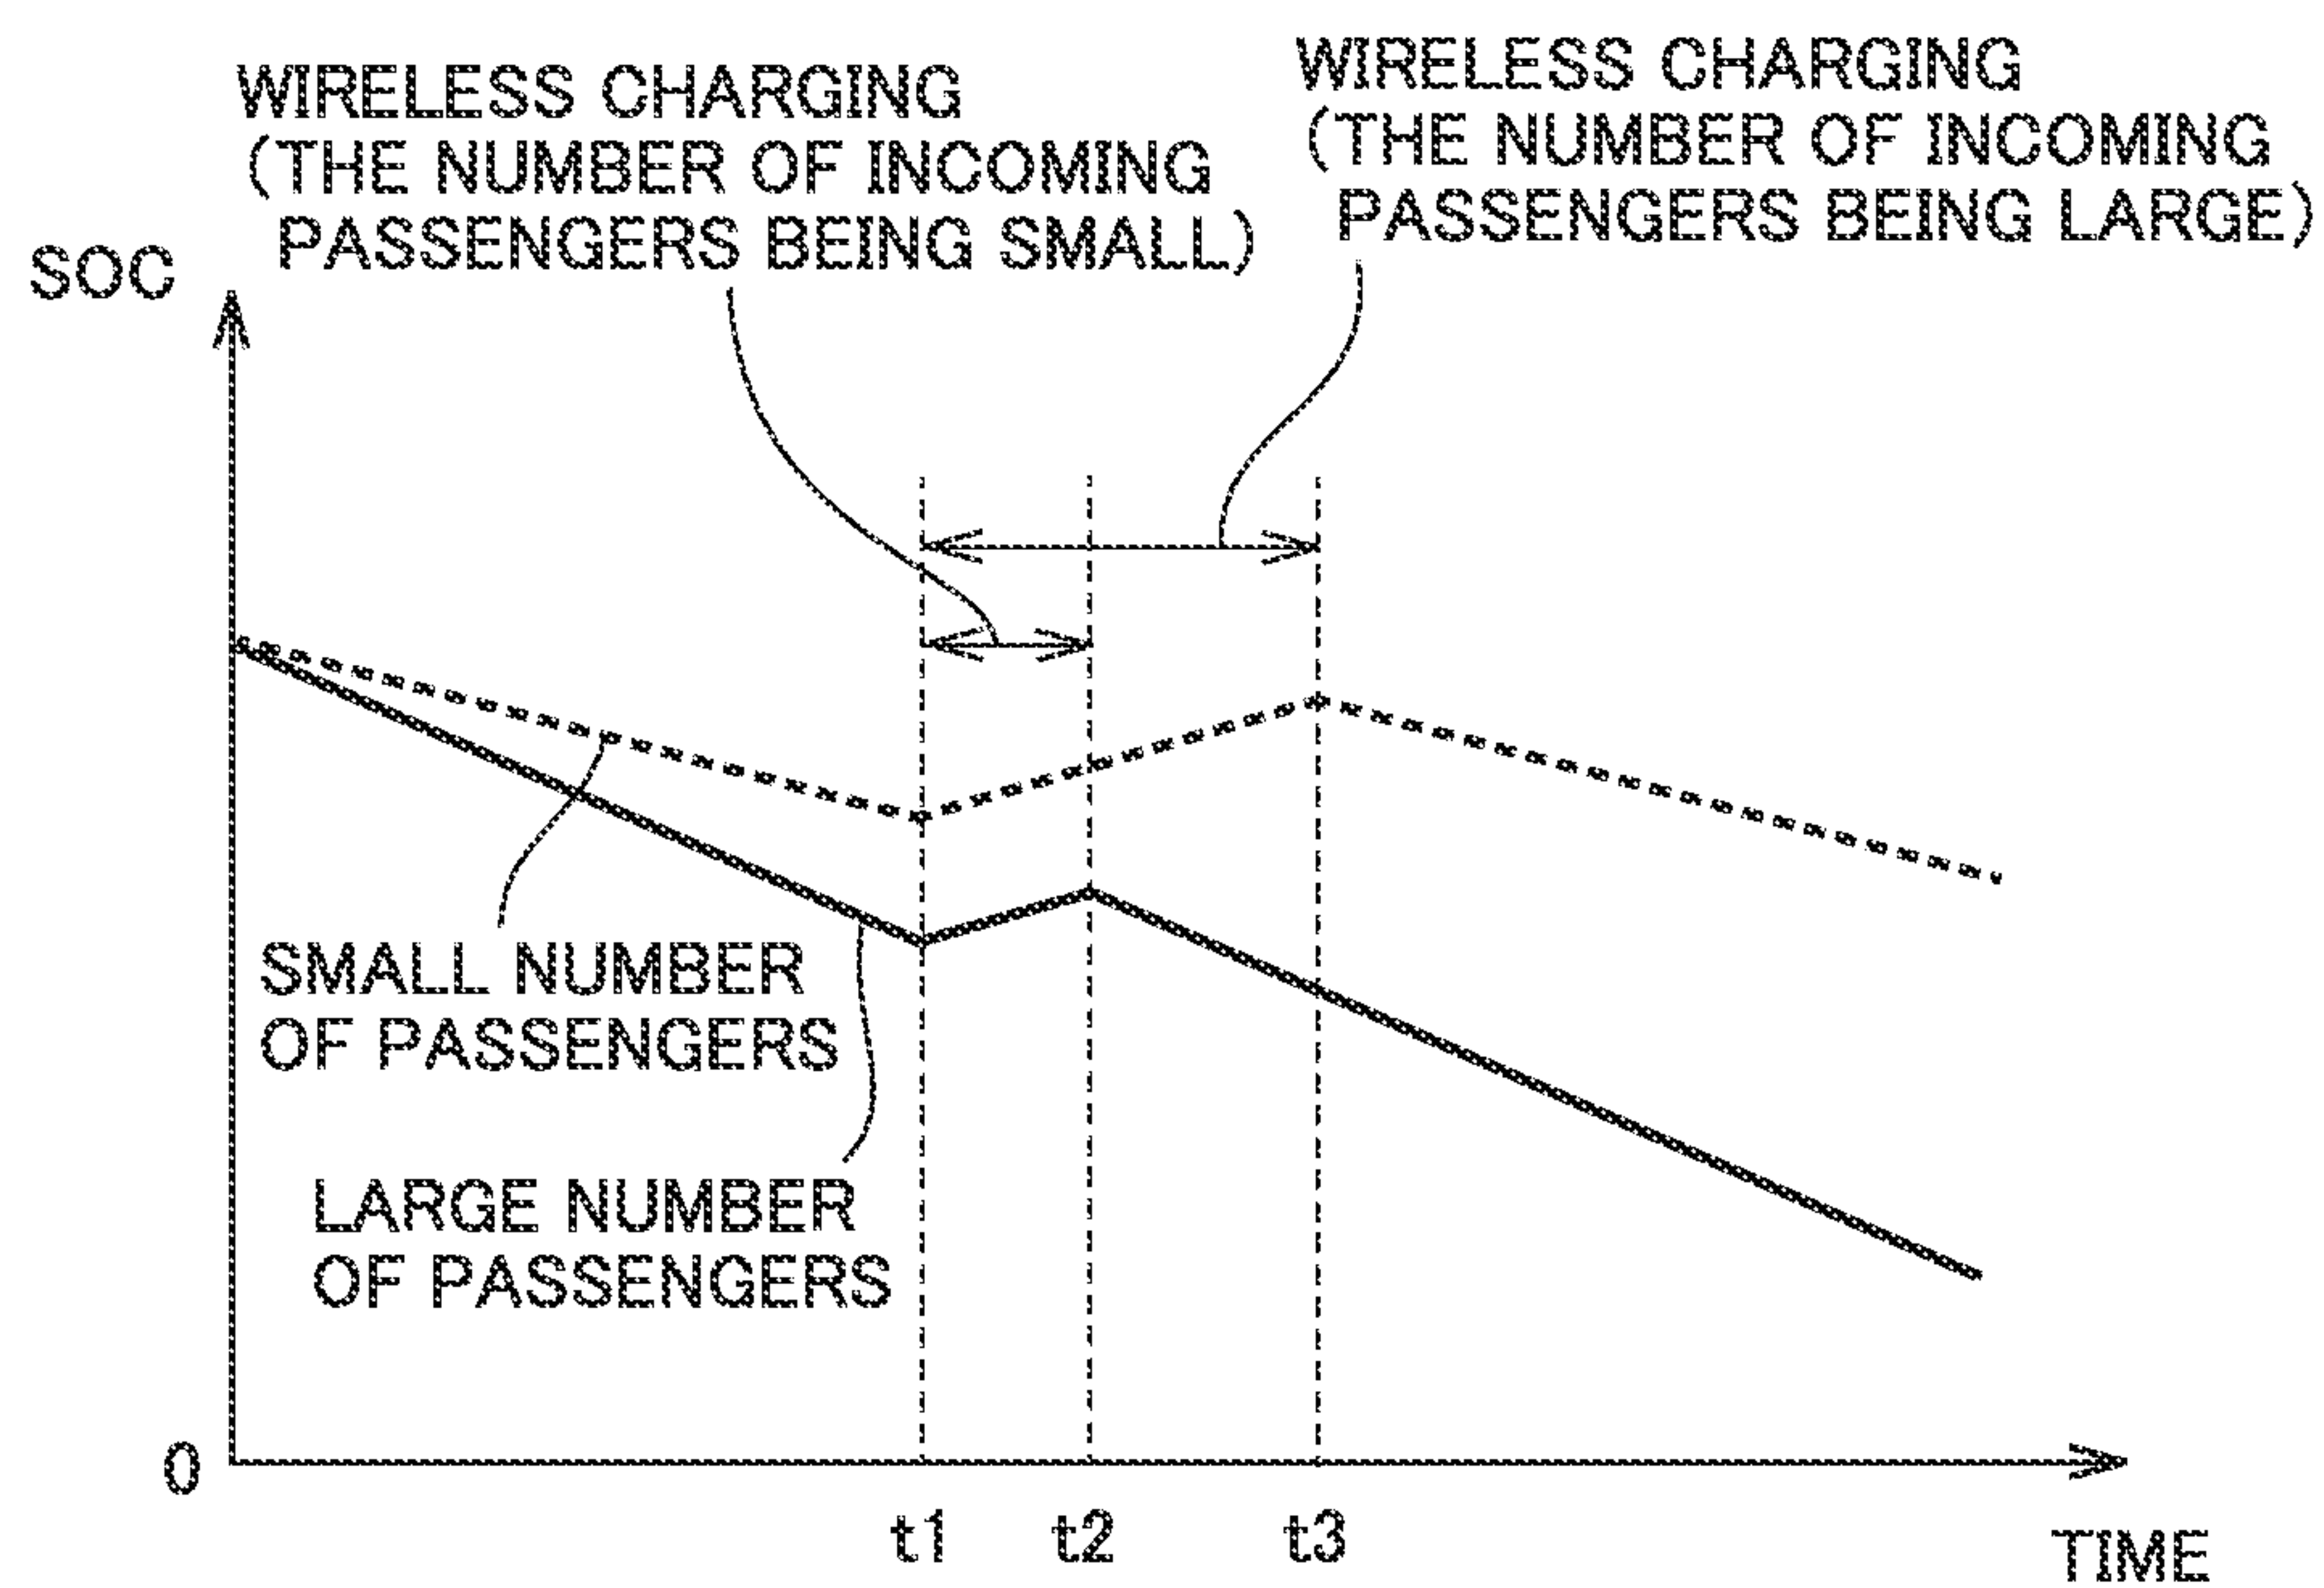 WIRELESS CHARGING
(THE NUMBER OF INCOMING
PASSENGERS BEING SMALL)
WIRELESS CHARGING
(THE NUMBER OF INCOMING
PASSENGERS BEING LARGE)
SOC
SMALL NUMBER
OF PASSENGERS
LARGE NUMBER
OF PASSENGERS
0
t1
t2
t3
TIME